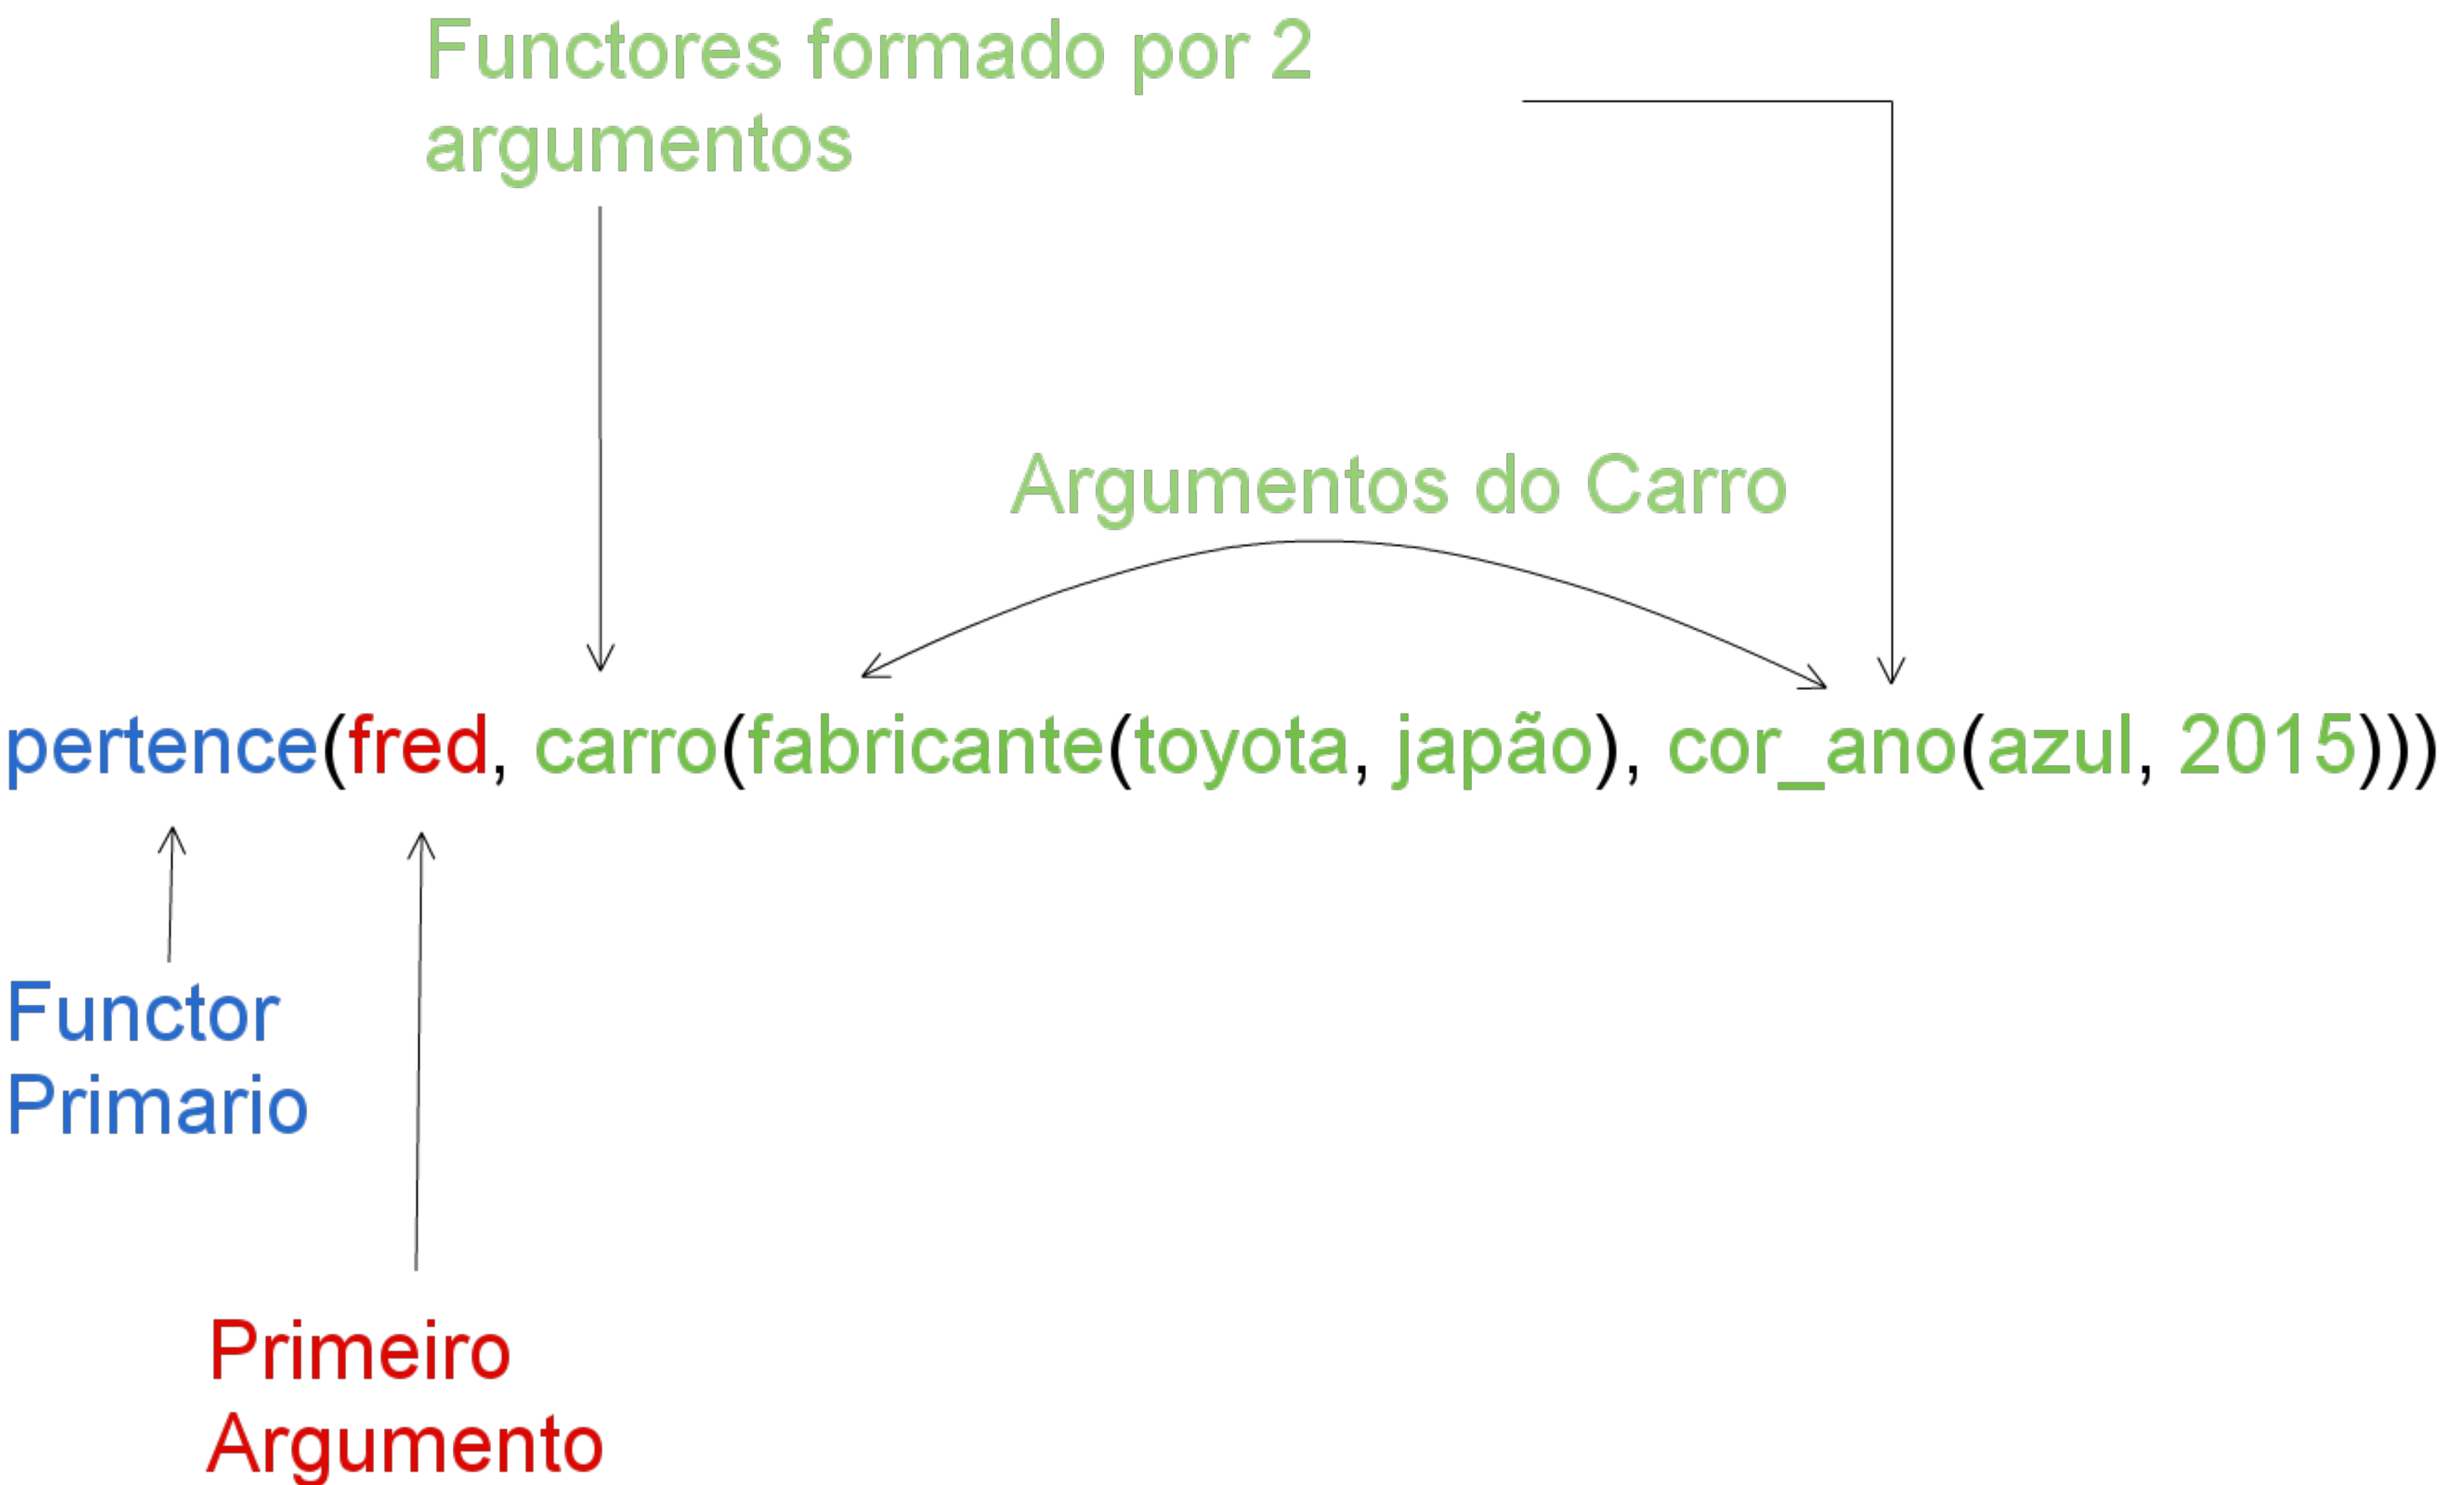 Functores formado por 2
argumentos
Argumentos do Carro
pertence(fred, carro(fabricante(toyota, japão), cor_ano(azul, 2015)))
Functor
Primario
Primeiro
Argumento